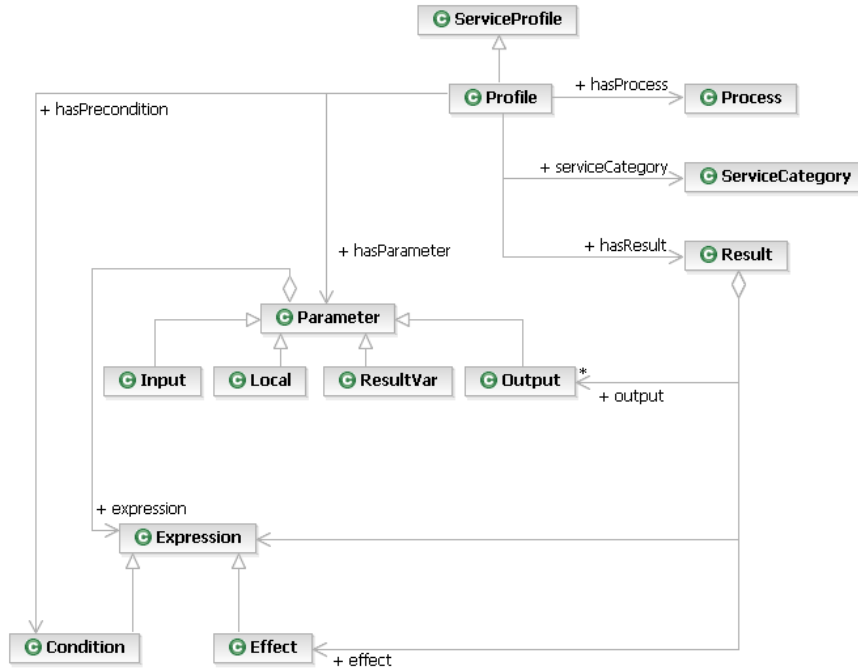 ServiceProfile
Profile
+ hasProcess
Process
+ hasPrecondition
+ serviceCategory
ServiceCategory
+ hasParameter
+ hasResult
Result
Parameter
Input
Local
ResultVar
Output
*
+ output
+ expression
Expression
Condition
Effect
+ effect